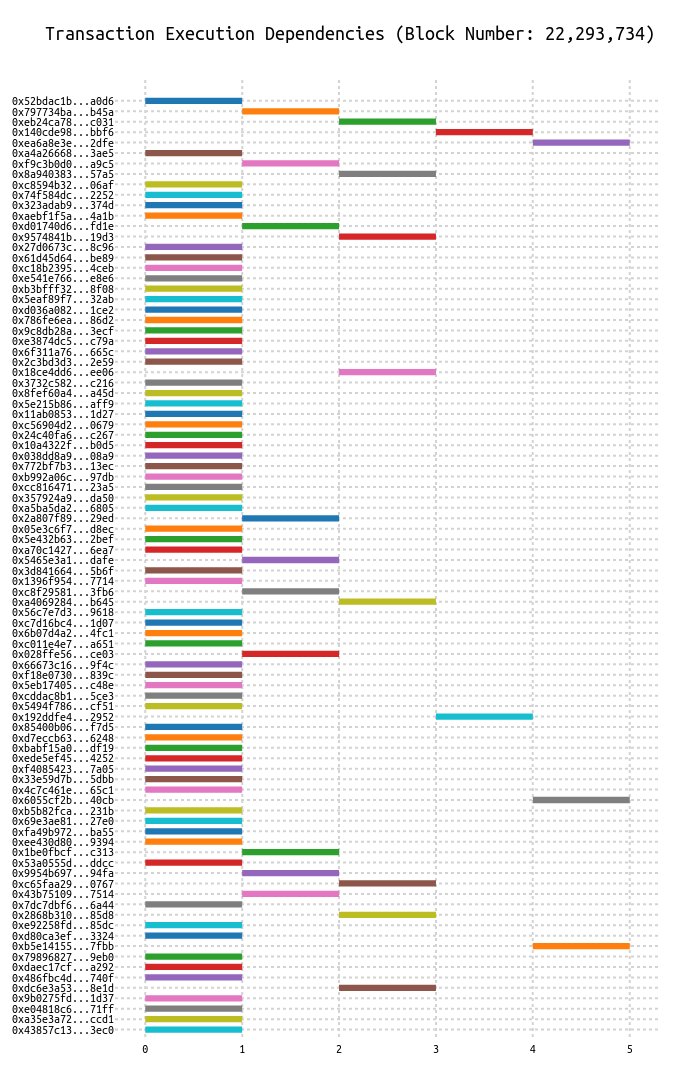 Transaction Execution Dependencies (Block Number: 22,293,734)
0x52bdac1b...a0d6
0x797734ba...b45a
0xeb24ca78...c031
0x140cde98...bbf6
0xea6a8e3e...2dfe
0xa4a26668...3ae5
0xf9c3b0d0...a9c5
0x8a940383...57a5
0xc8594b32...06af
0x74f584dc...2252
0x323adab9...374d
0xaebf1f5a...4a1b
0xd01740d6...fd1e
0x9574841b...19d3
0x27d0673c...8c96
0x61d45d64...be89
0xc18b2395...4ceb
0xe541e766...e8e6
0xb3bfff32...8f08
0x5eaf89f7...32ab
0xd036a082...1ce2
0x786fe6ea...86d2
0x9c8db28a...3ecf
0xe3874dc5...c79a
0x6f311a76...665c
0x2c3bd3d3...2e59
0x18ce4dd6...ee06
0x3732c582...c216
0x8fef60a4...a45d
0x5e215b86...aff9
0x11ab0853...1d27
0xc56904d2...0679
0x24c40fa6...c267
0x10a4322f...b0d5
0x038dd8a9...08a9
0x772bf7b3...13ec
0xb992a06c...97db
0xcc816471...23a5
0x357924a9...da50
0xa5ba5da2...6805
0x2a807f89...29ed
0x05e3c6f7...d8ec
0x5e432b63...2bef
0xa70c1427...6ea7
0x5465e3a1...dafe
0x3d841664...5b6f
0x1396f954...7714
0xc8f29581...3fb6
0xa4069284...b645
0x56c7e7d3...9618
0xc7d16bc4...1d07
0x6b07d4a2...4fc1
0xc011e4e7...a651
0x028ffe56...ce03
0x66673c16...9f4c
0xf18e0730...839c
0x5eb17405...c48e
0xcddac8b1...5ce3
0x5494f786...cf51
0x192ddfe4...2952
0x85400b06...f7d5
0xd7eccb63...6248
0xbabf15a0...df19
0xede5ef45...4252
0xf4085423...7a05
0x33e59d7b...5dbb
0x4c7c461e...65c1
0x6055cf2b...40cb
0xb5b82fca...231b
0x69e3ae81...27e0
0xfa49b972...ba55
0xee430d80...9394
0x1be0fbcf...c313
0x53a0555d...ddcc
0x9954b697...94fa
0xc65faa29...0767
0x43b75109...7514
0x7dc7dbf6...6a44
0x2868b310...85d8
0xe92258fd...85dc
0xd80ca3ef...3324
0xb5e14155...7fbb
0x79896827...9eb0
0xdaec17cf...a292
0x486fbc4d...740f
0xdc6e3a53...8e1d
0x9b0275fd...1d37
0xe04818c6...71ff
0xa35e3a72...ccd1
0x43857c13...3ec0
0 1 2 3 4 5